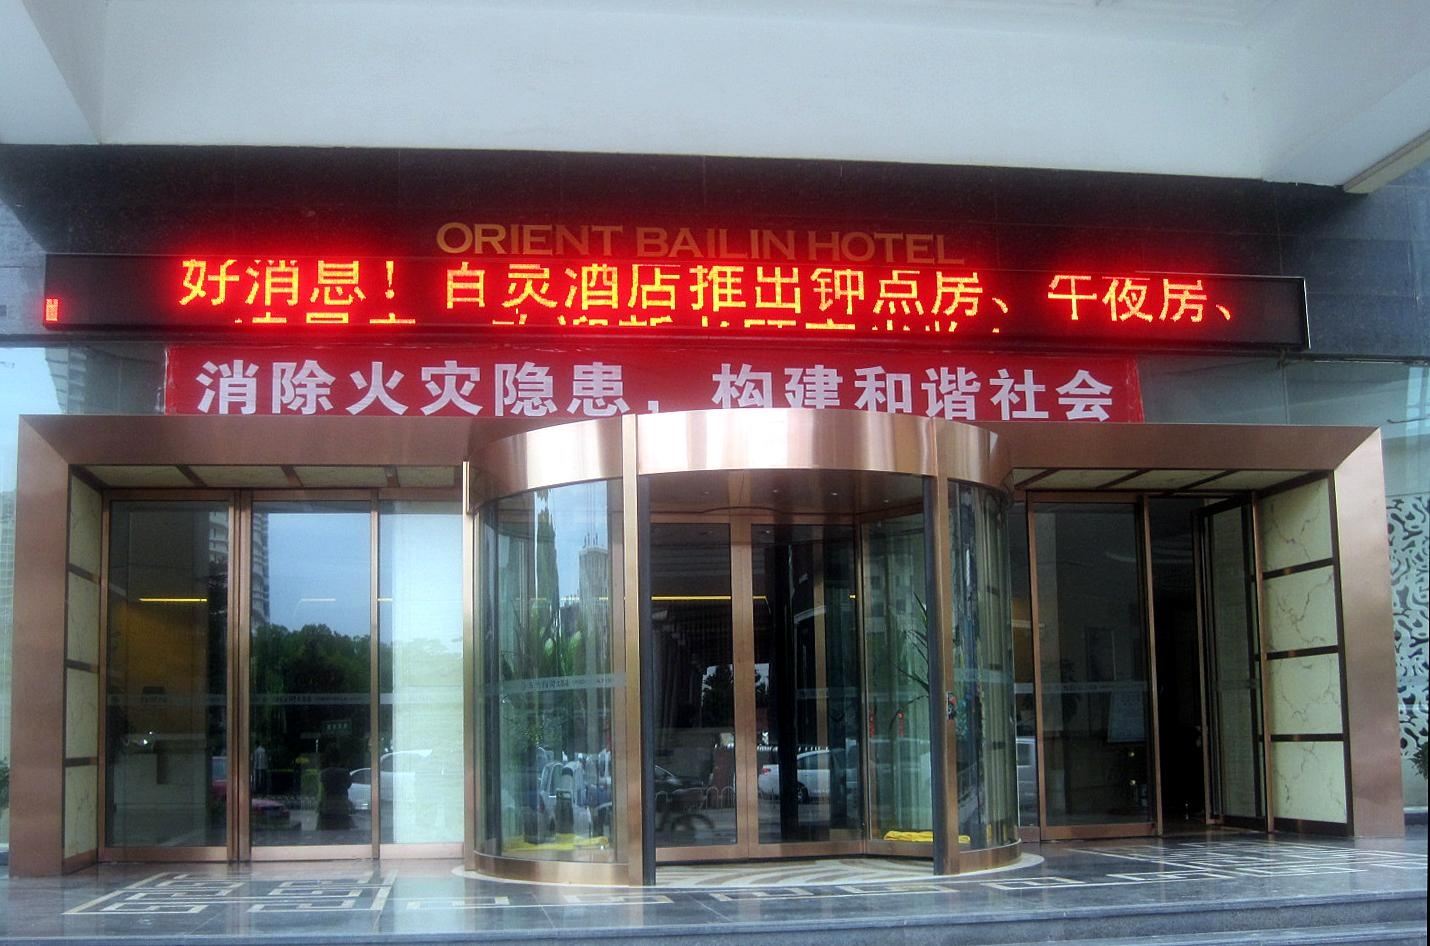 ORIENT BAILIN HOTEL
好消息！百灵酒店推出钟点房、午夜房、
消除火灾隐患，构建和谐社会